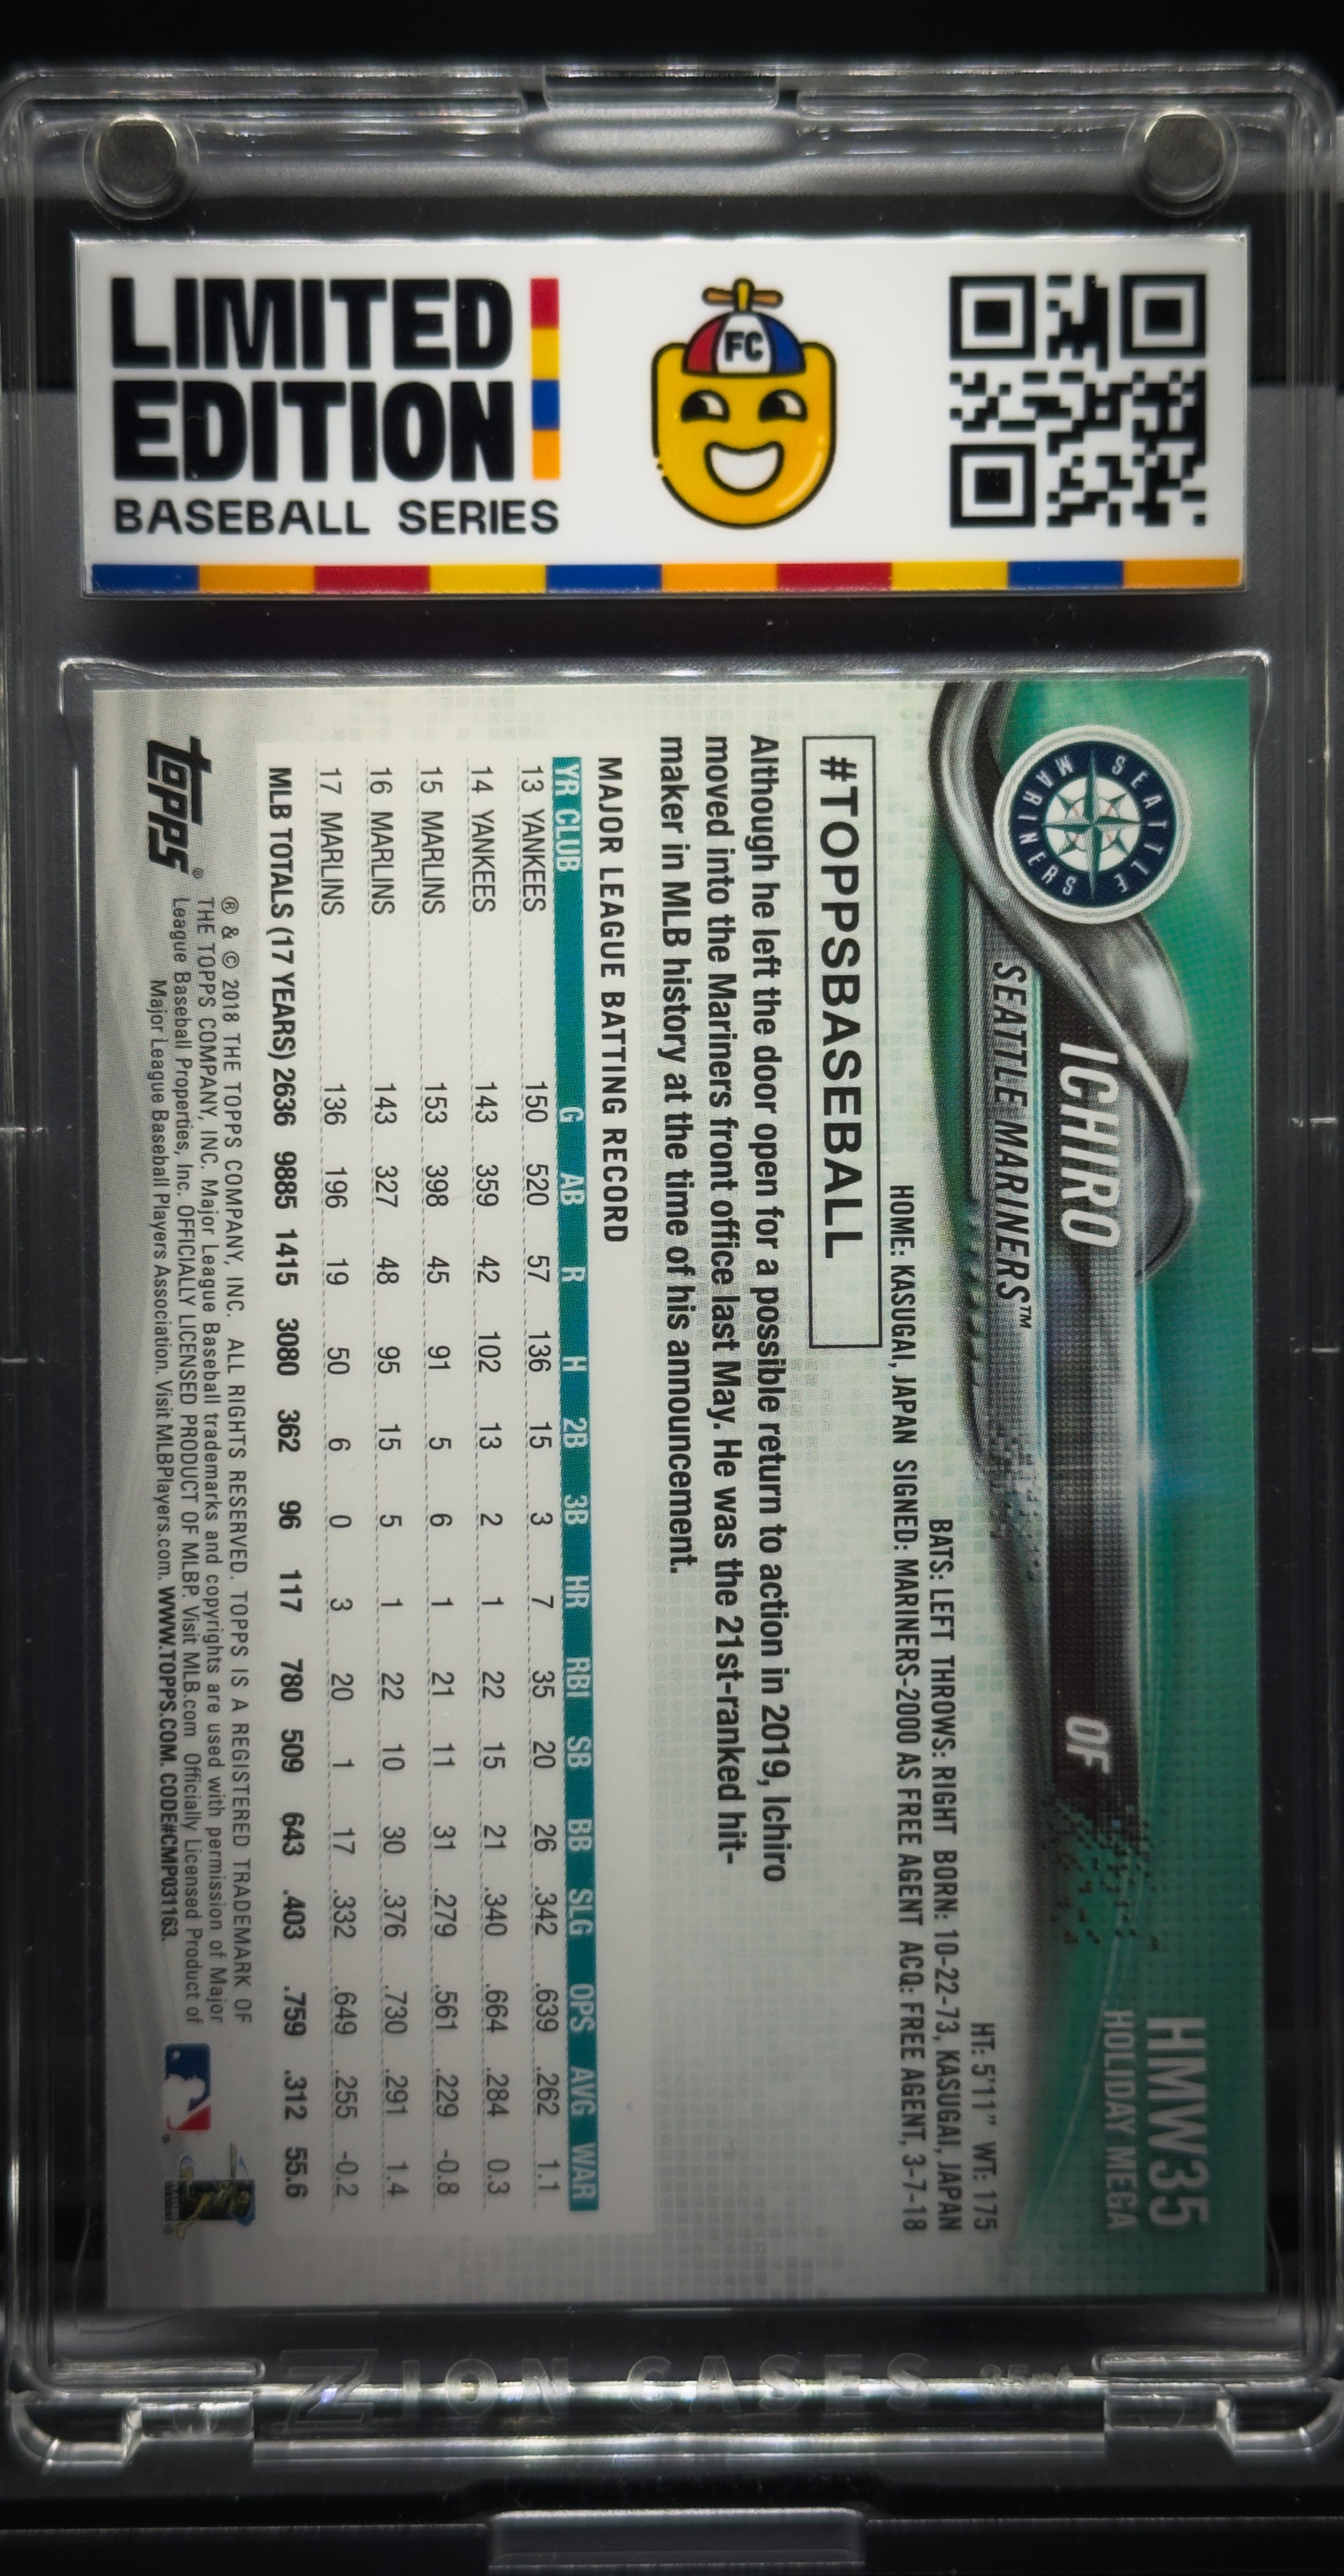 LIMITED
EDITION
BASEBALL SERIES
FC
SEATTLE MARINERS
HMW35
HOLIDAY MEGA
ICHIRO OF
SEATTLE MARINERS™
HT: 5'11" WT: 175
BATS: LEFT THROWS: RIGHT BORN: 10-22-73, KASUGAI, JAPAN
HOME: KASUGAI, JAPAN SIGNED: MARINERS-2000 AS FREE AGENT ACQ: FREE AGENT, 3-7-18
#TOPPSBASEBALL
Although he left the door open for a possible return to action in 2019, Ichiro
moved into the Mariners front office last May. He was the 21st-ranked hit-
maker in MLB history at the time of his announcement.
MAJOR LEAGUE BATTING RECORD
YR CLUB G AB R H 2B 3B HR RBI SB BB SLG OPS AVG WAR
13 YANKEES 150 520 57 136 15 3 7 35 20 26 .342 .639 .262 1.1
14 YANKEES 143 359 42 102 13 2 1 22 15 21 .340 .664 .284 0.3
15 MARLINS 153 398 45 91 5 6 1 21 11 31 .279 .561 .229 -0.8
16 MARLINS 143 327 48 95 15 5 1 22 10 30 .376 .730 .291 1.4
17 MARLINS 136 196 19 50 6 0 3 20 1 17 .332 .649 .255 -0.2
MLB TOTALS (17 YEARS) 2636 9885 1415 3080 362 96 117 780 509 643 .403 .759 .312 55.6
topps®
® & © 2018 THE TOPPS COMPANY, INC. ALL RIGHTS RESERVED. TOPPS IS A REGISTERED TRADEMARK OF
THE TOPPS COMPANY, INC. Major League Baseball trademarks and copyrights are used with permission of Major
League Baseball Properties, Inc. OFFICIALLY LICENSED PRODUCT OF MLBP. Visit MLB.com Officially Licensed Product of
Major League Baseball Players Association. Visit MLBPlayers.com. WWW.TOPPS.COM. CODE#CMP031163.
ZION CASES 35pt